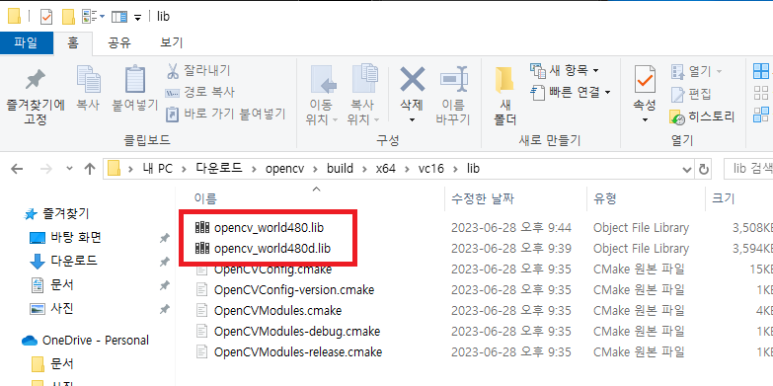 lib
파일 홈 공유 보기
즐겨찾기에 고정
복사
붙여넣기
잘라내기
경로 복사
바로 가기 붙여넣기
클립보드
이동 위치
복사 위치
삭제
이름 바꾸기
구성
새 폴더
새 항목
빠른 연결
새로 만들기
속성
열기
편집
히스토리
열기
내 PC > 다운로드 > opencv > build > x64 > vc16 > lib
lib 검색
이름 수정한 날짜 유형 크기
opencv_world480.lib 2023-06-28 오후 9:44 Object File Library 3,508KB
opencv_world480d.lib 2023-06-28 오후 9:39 Object File Library 3,594KB
OpenCVConfig.cmake 2023-06-28 오후 9:35 CMake 원본 파일 15KB
OpenCVConfig-version.cmake 2023-06-28 오후 9:35 CMake 원본 파일 1KB
OpenCVModules.cmake 2023-06-28 오후 9:35 CMake 원본 파일 4KB
OpenCVModules-debug.cmake 2023-06-28 오후 9:35 CMake 원본 파일 1KB
OpenCVModules-release.cmake 2023-06-28 오후 9:35 CMake 원본 파일 1KB
즐겨찾기
바탕 화면
다운로드
문서
사진
OneDrive - Personal
문서
사진